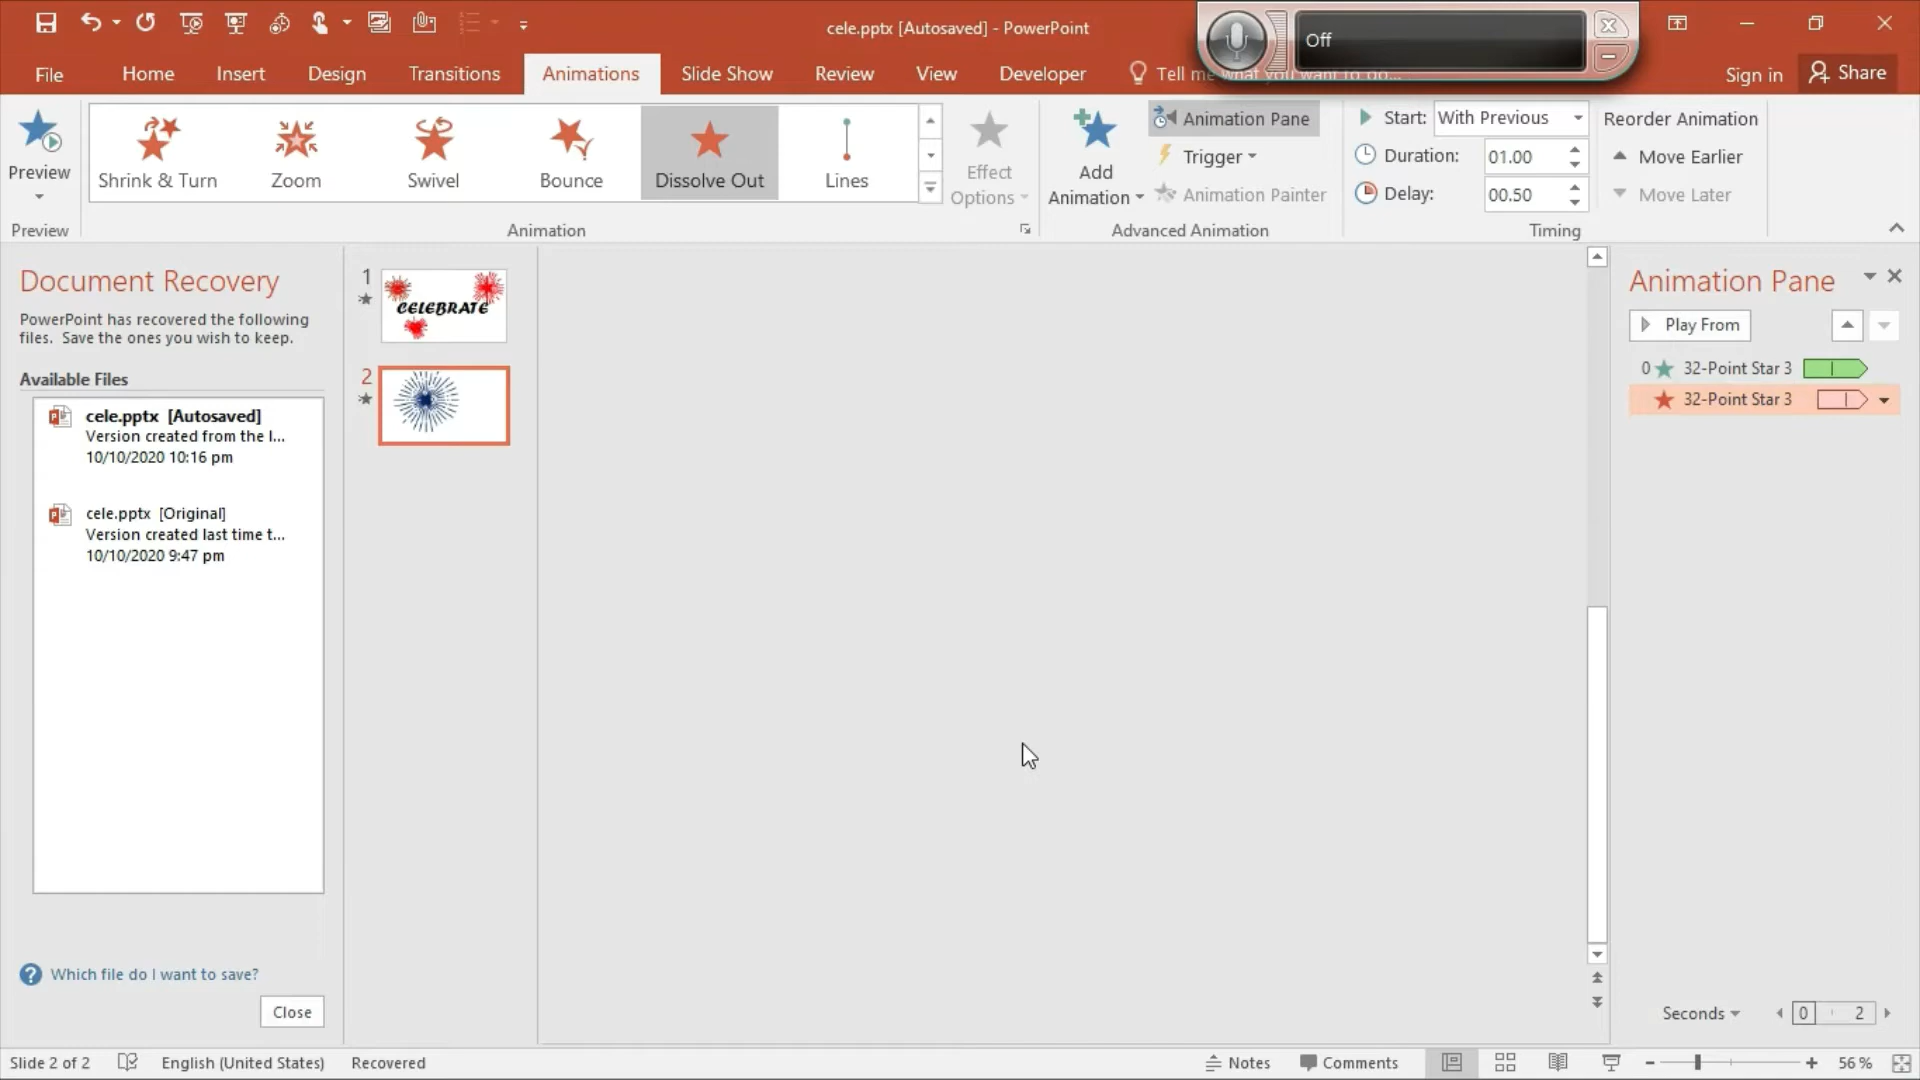 cele.pptx [Autosaved] - PowerPoint
Off
File
Home
Insert
Design
Transitions
Animations
Slide Show
Review
View
Developer
Tell me what you want to do...
Sign in
Share
Preview
Shrink & Turn
Zoom
Swivel
Bounce
Dissolve Out
Lines
Effect
Options
Add
Animation
Animation Pane
Trigger
Animation Painter
Start:
With Previous
Duration:
01.00
Delay:
00.50
Reorder Animation
Move Earlier
Move Later
Preview
Animation
Advanced Animation
Timing
Document Recovery
PowerPoint has recovered the following
files. Save the ones you wish to keep.
Available Files
cele.pptx [Autosaved]
Version created from the l...
10/10/2020 10:16 pm
cele.pptx [Original]
Version created last time t...
10/10/2020 9:47 pm
Which file do I want to save?
Close
1
CELEBRATE
2
Animation Pane
Play From
0 32-Point Star 3
32-Point Star 3
Seconds
0
2
Slide 2 of 2
English (United States)
Recovered
Notes
Comments
56 %